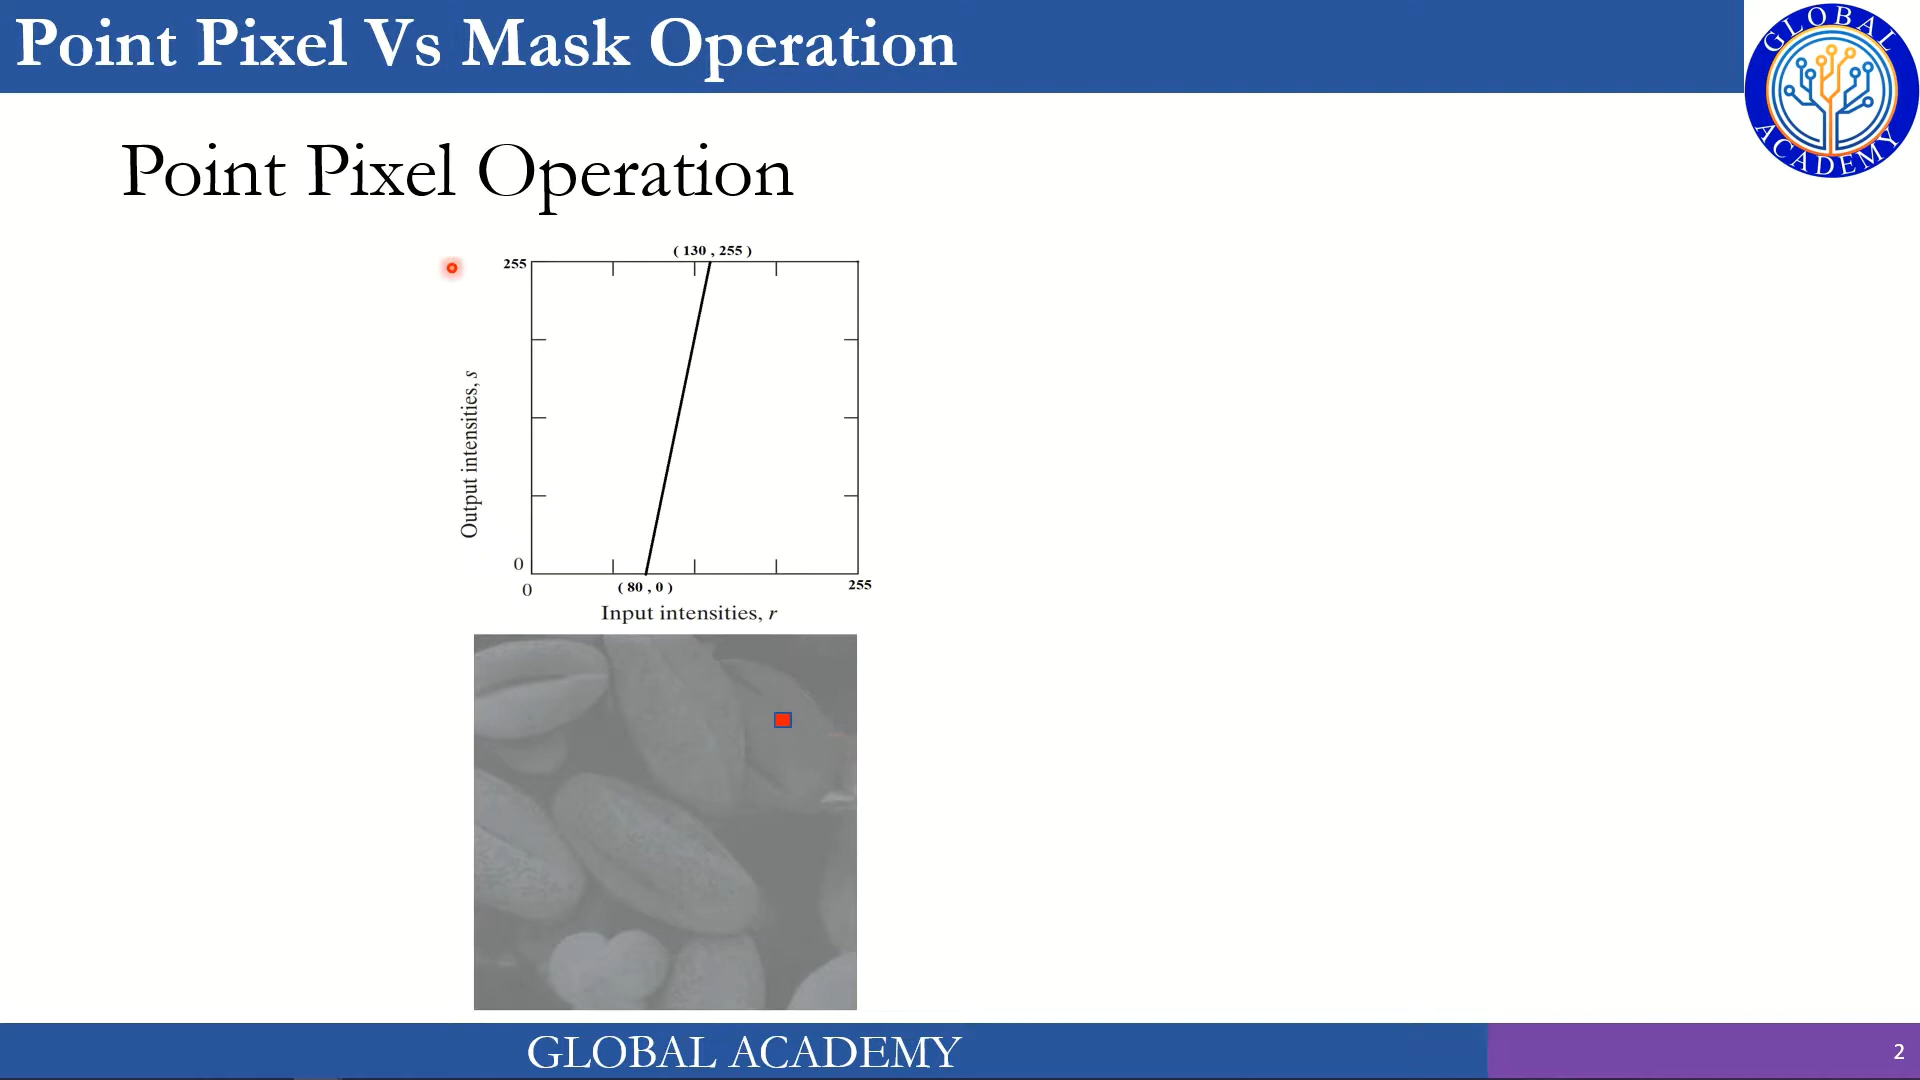 Point Pixel Vs Mask Operation
GLOBAL
ACADEMY
Point Pixel Operation
( 130 , 255 )
255
Output intensities, s
0
0
( 80 , 0 )
255
Input intensities, r
GLOBAL ACADEMY
2